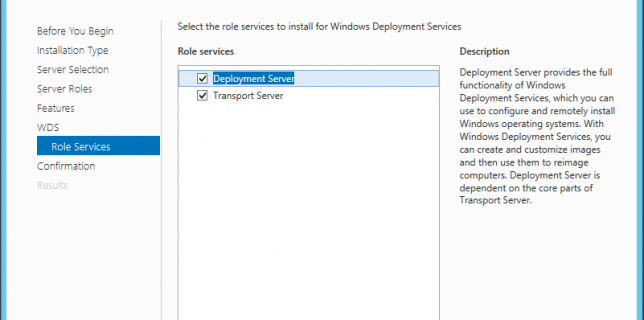 Select the role services to install for Windows Deployment Services
Before You Begin
Installation Type
Server Selection
Server Roles
Features
WDS
Role Services
Confirmation
Results
Role services
Deployment Server
Transport Server
Description
Deployment Server provides the full
functionality of Windows
Deployment Services, which you can
use to configure and remotely install
Windows operating systems. With
Windows Deployment Services, you
can create and customize images
and then use them to reimage
computers. Deployment Server is
dependent on the core parts of
Transport Server.